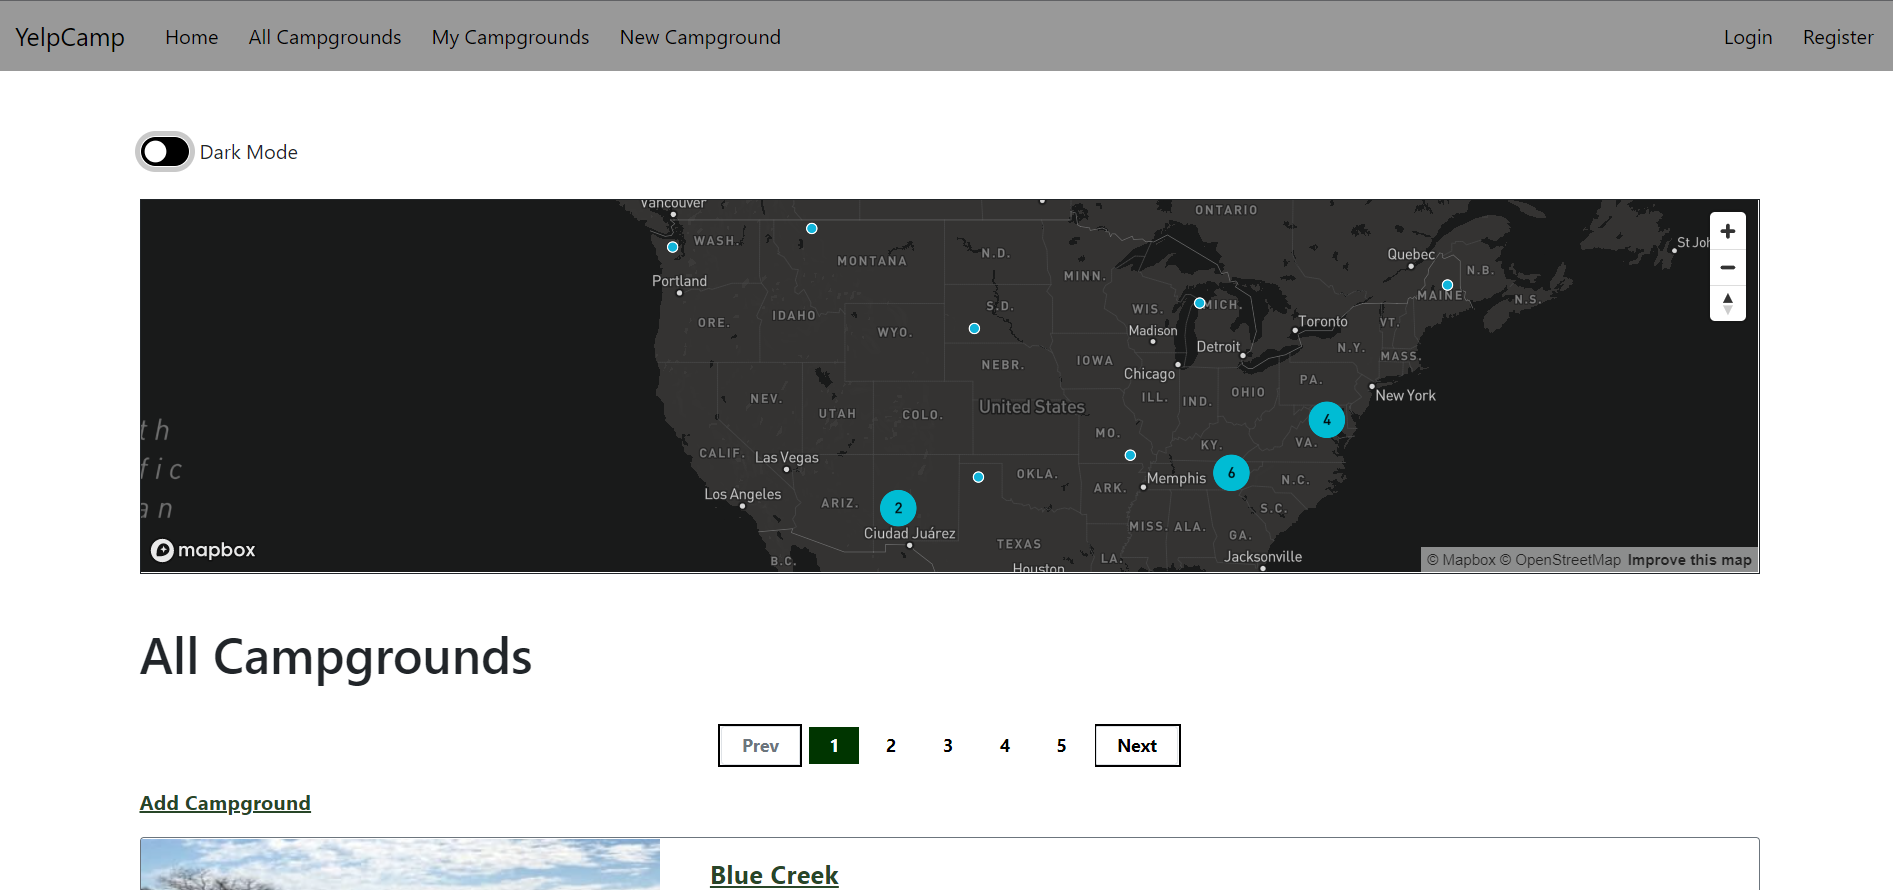 YelpCamp Home All Campgrounds My Campgrounds New Campground Login Register
Dark Mode
Vancouver
ONTARIO
WASH.
MONTANA
N.D.
MINN.
Quebec
N.B.
St Joh
Portland
ORE.
IDAHO
WYO.
S.D.
WIS.
MICH.
MAINE
N.S.
Madison
Toronto
VT.
Detroit
N.Y.
MASS.
NEBR.
IOWA
Chicago
OHIO
PA.
New York
NEV.
UTAH
COLO.
United States
ILL.
IND.
4
th
fic
an
CALIF.
Las Vegas
MO.
KY.
VA.
OKLA.
ARK.
Memphis
6
N.C.
Los Angeles
ARIZ.
2
S.C.
Ciudad Juárez
TEXAS
MISS.
ALA.
GA.
B.C.
Houston
LA.
Jacksonville
mapbox
© Mapbox © OpenStreetMap Improve this map
All Campgrounds
Prev 1 2 3 4 5 Next
Add Campground
Blue Creek